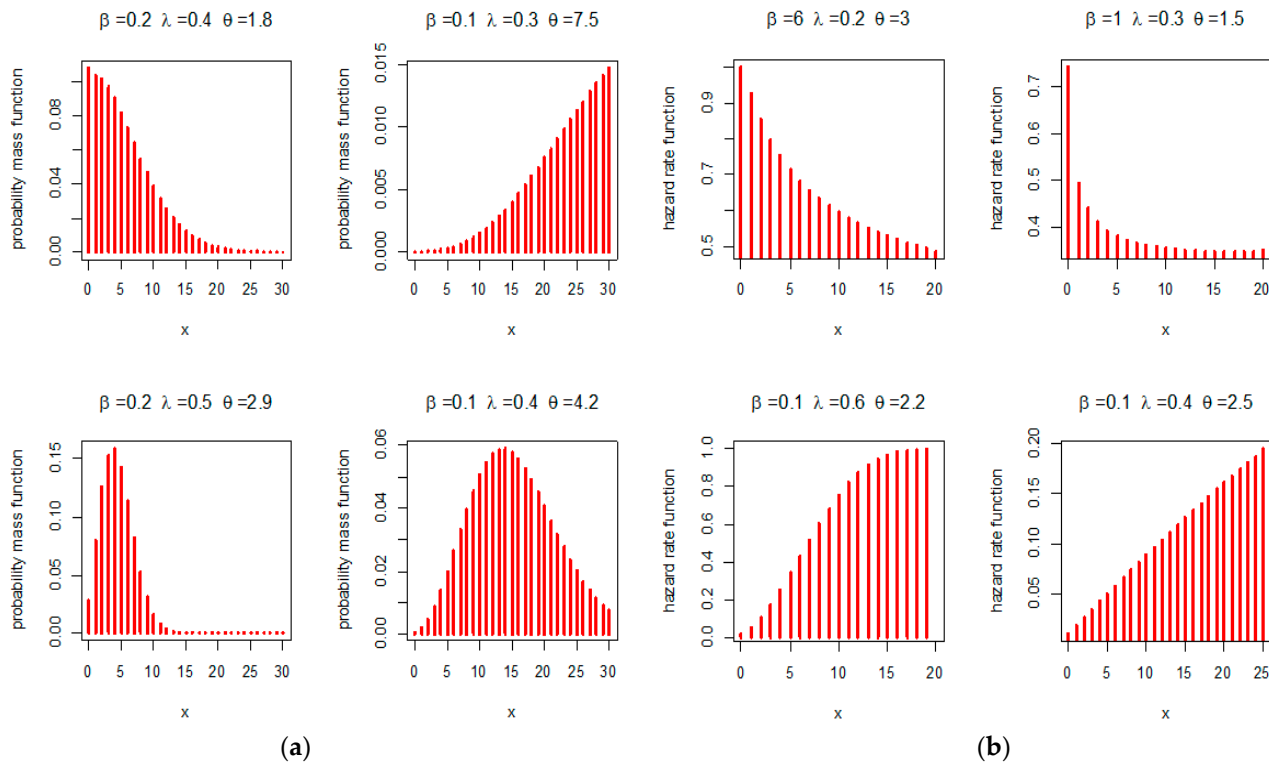 β =0.2 λ =0.4 θ =1.8
probability mass function
0.00 0.04 0.08
0 5 10 15 20 25 30
x
β =0.1 λ =0.3 θ =7.5
probability mass function
0.000 0.005 0.010 0.015
0 5 10 15 20 25 30
x
β =6 λ =0.2 θ =3
hazard rate function
0.5 0.7 0.9
0 5 10 15 20
x
β =1 λ =0.3 θ =1.5
hazard rate function
0.4 0.5 0.6 0.7
0 5 10 15 20
x
β =0.2 λ =0.5 θ =2.9
probability mass function
0.00 0.05 0.10 0.15
0 5 10 15 20 25 30
x
β =0.1 λ =0.4 θ =4.2
probability mass function
0.00 0.02 0.04 0.06
0 5 10 15 20 25 30
x
β =0.1 λ =0.6 θ =2.2
hazard rate function
0.0 0.2 0.4 0.6 0.8 1.0
0 5 10 15 20
x
β =0.1 λ =0.4 θ =2.5
hazard rate function
0.05 0.10 0.15 0.20
0 5 10 15 20 25
x
(a)
(b)